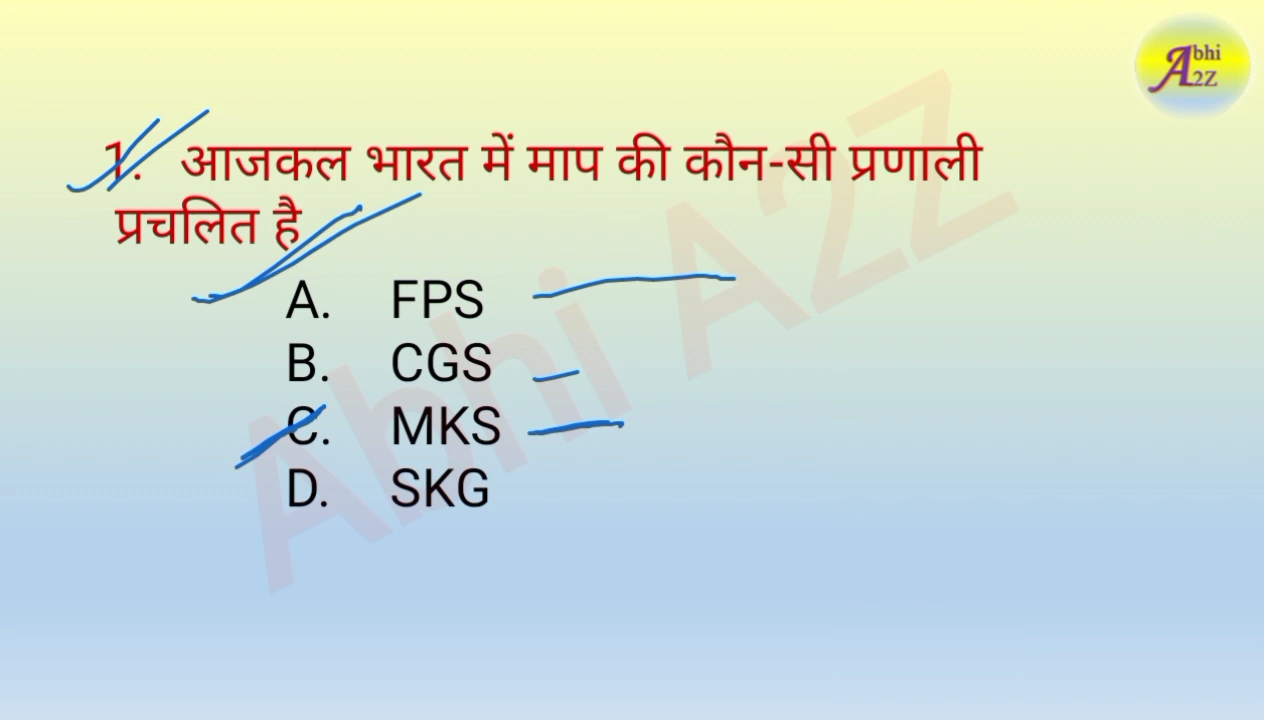 Abhi
A2Z
1. आजकल भारत में माप की कौन-सी प्रणाली
प्रचलित है
A. FPS
B. CGS
C. MKS
D. SKG
Abhi A2Z